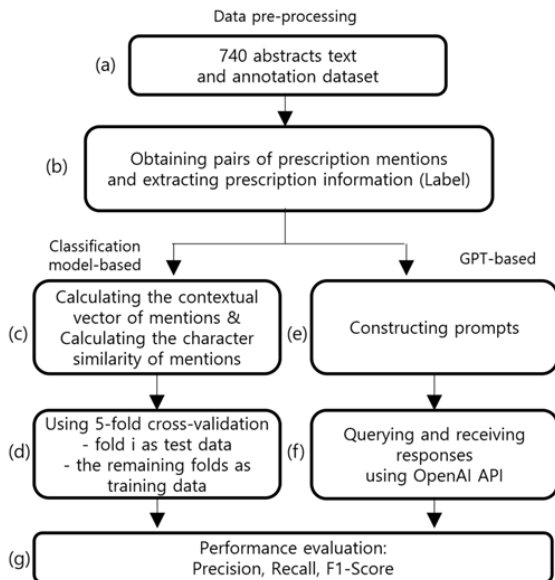 Data pre-processing
(a)
740 abstracts text
and annotation dataset
(b)
Obtaining pairs of prescription mentions
and extracting prescription information (Label)
Classification
model-based
GPT-based
(c)
Calculating the contextual
vector of mentions &
Calculating the character
similarity of mentions
(e)
Constructing prompts
(d)
Using 5-fold cross-validation
- fold i as test data
- the remaining folds as
training data
(f)
Querying and receiving
responses
using OpenAI API
(g)
Performance evaluation:
Precision, Recall, F1-Score